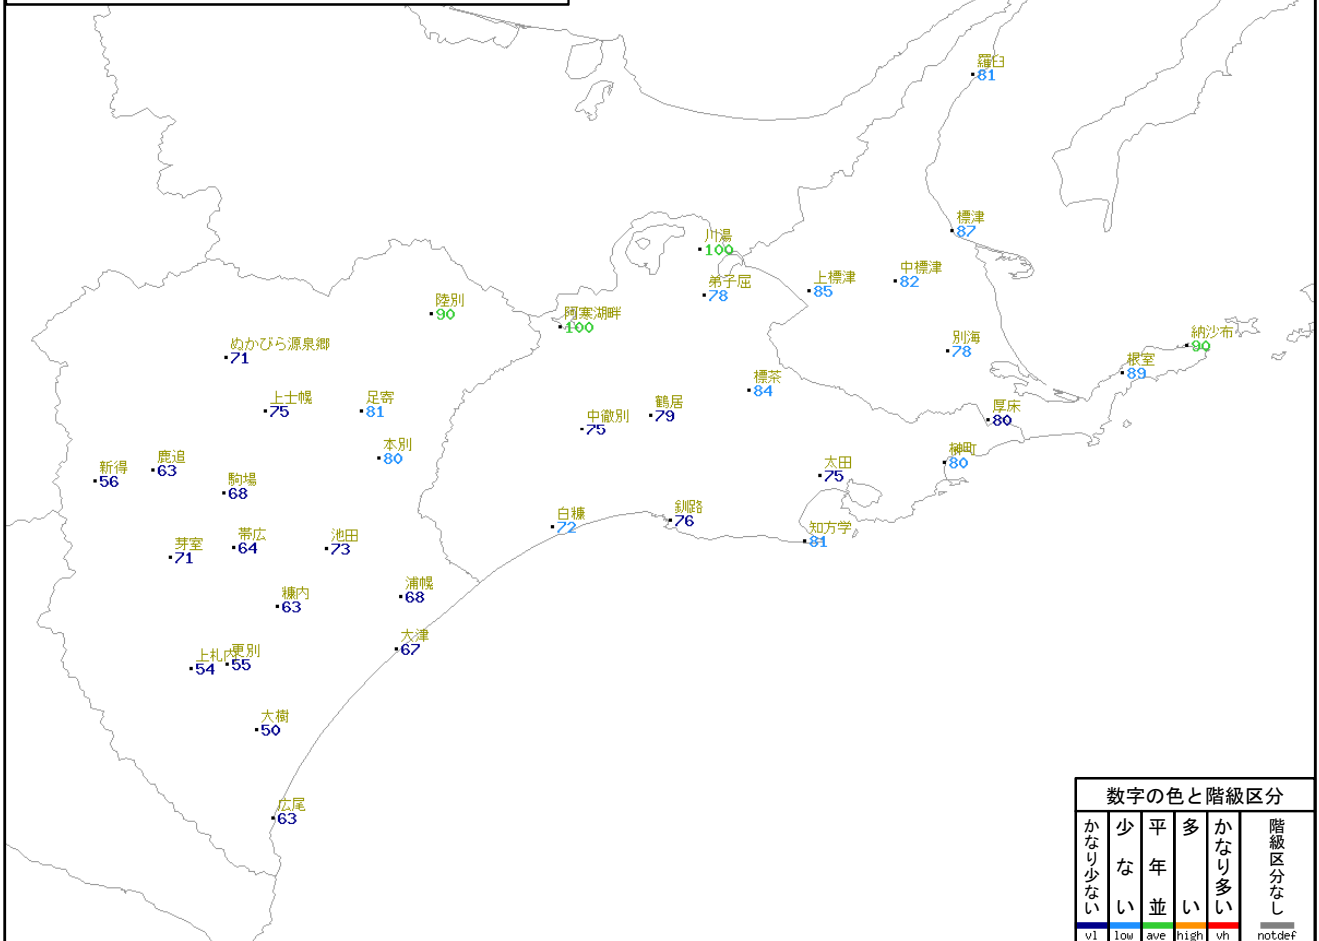 羅臼
81
標津
87
川湯
100
中標津
82
上標津
85
弟子屈
78
陸別
90
阿寒湖畔
100
納沙布
90
ぬかびら源泉郷
71
別海
78
根室
89
標茶
84
上士幌
75
足寄
81
鶴居
79
中徹別
75
厚床
80
本別
80
榊町
80
太田
75
鹿追
63
新得
56
駒場
68
白糠
72
釧路
76
知方学
81
帯広
64
池田
73
芽室
71
浦幌
68
糠内
63
大津
67
上札内
54
更別
55
大樹
50
広尾
63
数字の色と階級区分
かなり少ない
少ない
平年並
多い
かなり多い
階級区分なし
vl
low
ave
high
vh
notdef